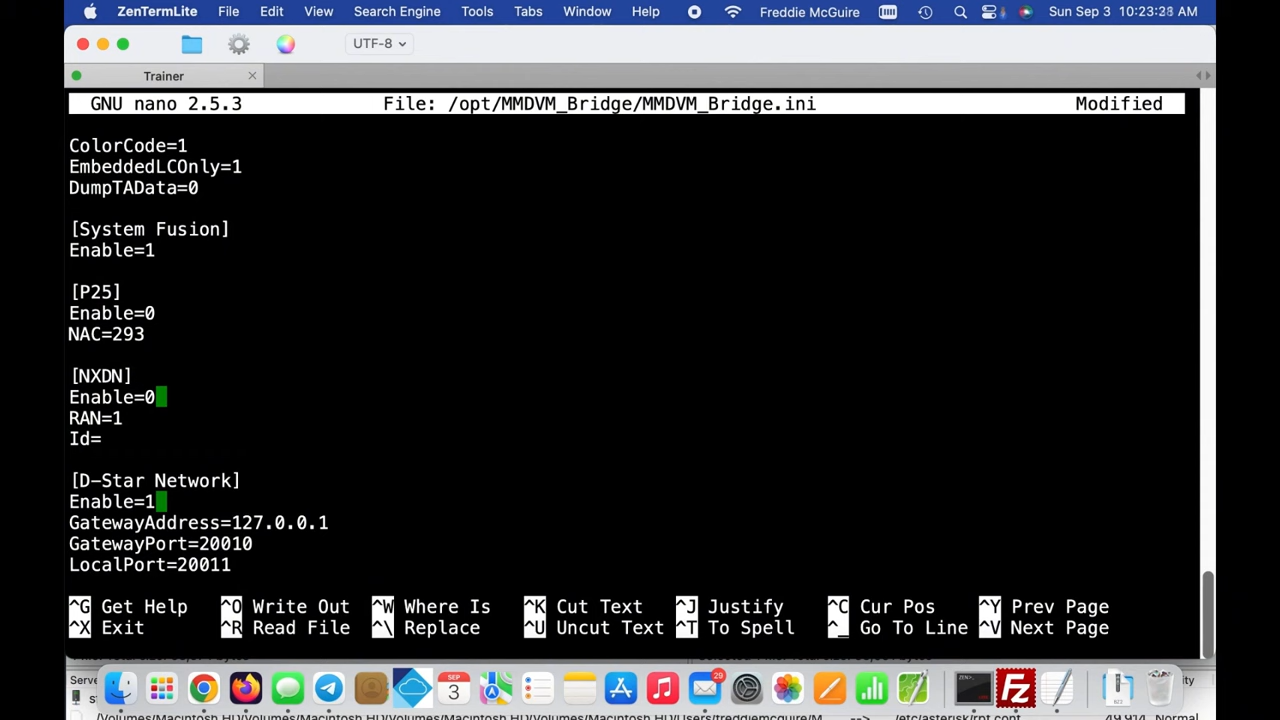 ZenTermLite File Edit View Search Engine Tools Tabs Window Help Freddie McGuire Sun Sep 3 10:23:28 AM
UTF-8
Trainer
GNU nano 2.5.3 File: /opt/MMDVM_Bridge/MMDVM_Bridge.ini Modified
ColorCode=1
EmbeddedLCOnly=1
DumpTAData=0
[System Fusion]
Enable=1
[P25]
Enable=0
NAC=293
[NXDN]
Enable=0
RAN=1
Id=
[D-Star Network]
Enable=1
GatewayAddress=127.0.0.1
GatewayPort=20010
LocalPort=20011
^G Get Help ^O Write Out ^W Where Is ^K Cut Text ^J Justify ^C Cur Pos ^Y Prev Page
^X Exit ^R Read File ^\ Replace ^U Uncut Text ^T To Spell ^_ Go To Line ^V Next Page
SEP
3
29